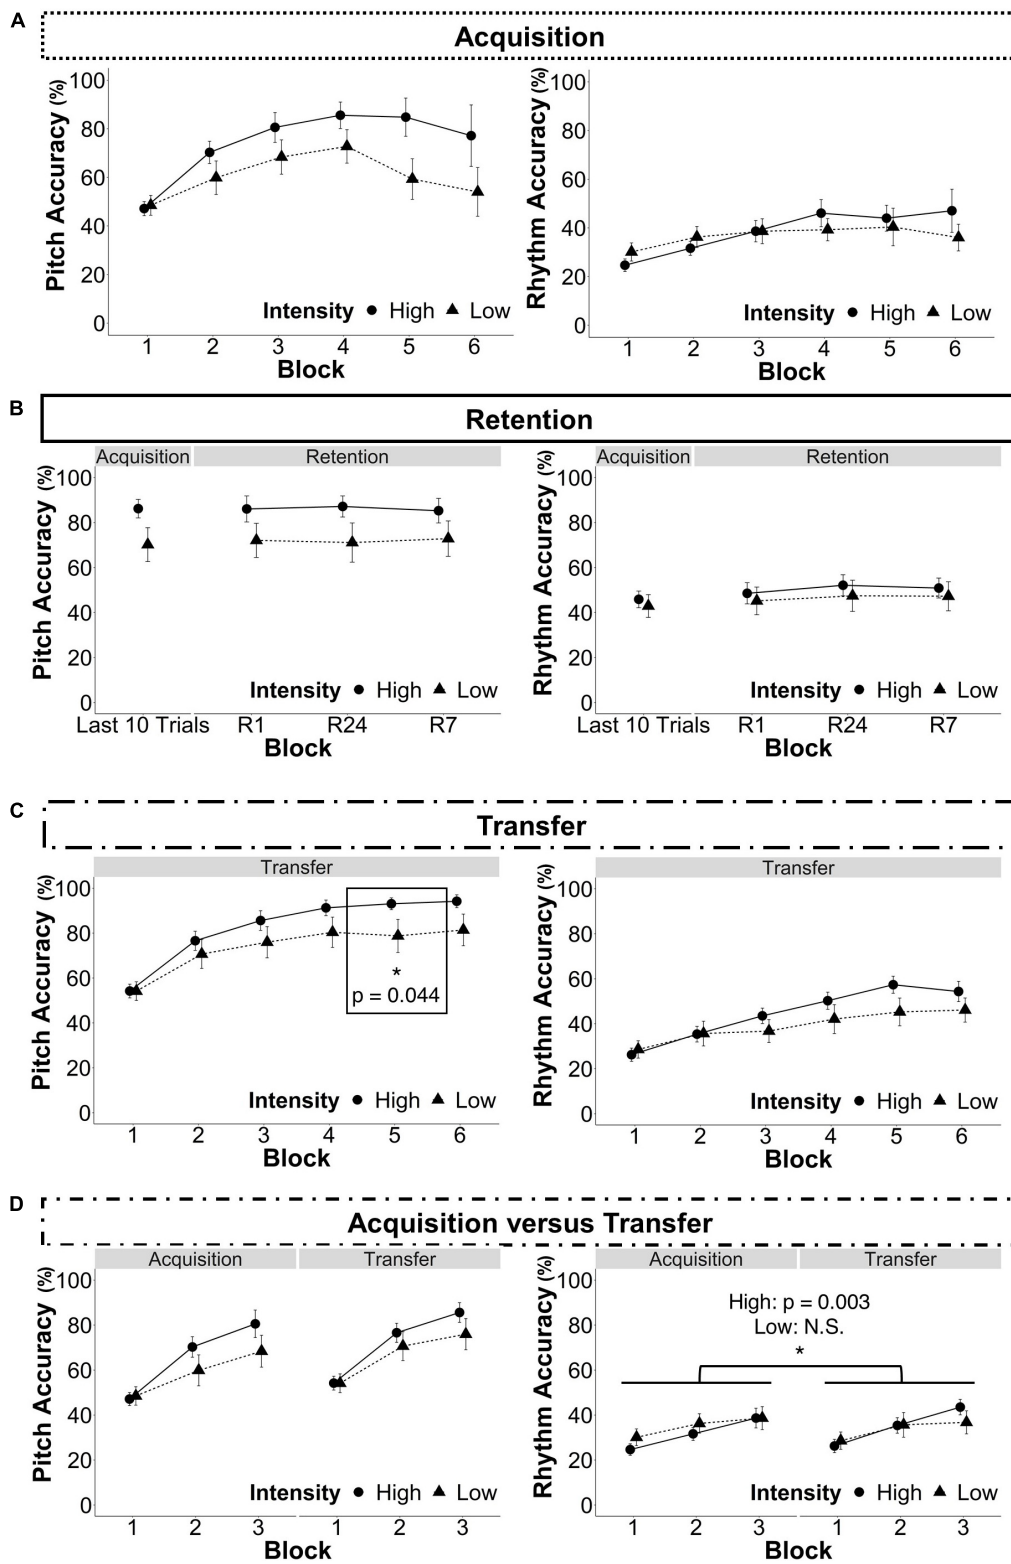 A
Acquisition
Pitch Accuracy (%)
100
80
60
40
20
0
Intensity High Low
1 2 3 4 5 6
Block
Rhythm Accuracy (%)
100
80
60
40
20
0
Intensity High Low
1 2 3 4 5 6
Block
B
Retention
Acquisition Retention
Pitch Accuracy (%)
100
80
60
40
20
0
Intensity High Low
Last 10 Trials R1 R24 R7
Block
Acquisition Retention
Rhythm Accuracy (%)
100
80
60
40
20
0
Intensity High Low
Last 10 Trials R1 R24 R7
Block
C
Transfer
Transfer
Pitch Accuracy (%)
100
80
60
40
20
0
*
p = 0.044
Intensity High Low
1 2 3 4 5 6
Block
Transfer
Rhythm Accuracy (%)
100
80
60
40
20
0
Intensity High Low
1 2 3 4 5 6
Block
D
Acquisition versus Transfer
Acquisition Transfer
Pitch Accuracy (%)
100
80
60
40
20
0
Intensity High Low
1 2 3 1 2 3
Block
Acquisition Transfer
Rhythm Accuracy (%)
100
80
60
40
20
0
High: p = 0.003
Low: N.S.
*
Intensity High Low
1 2 3 1 2 3
Block